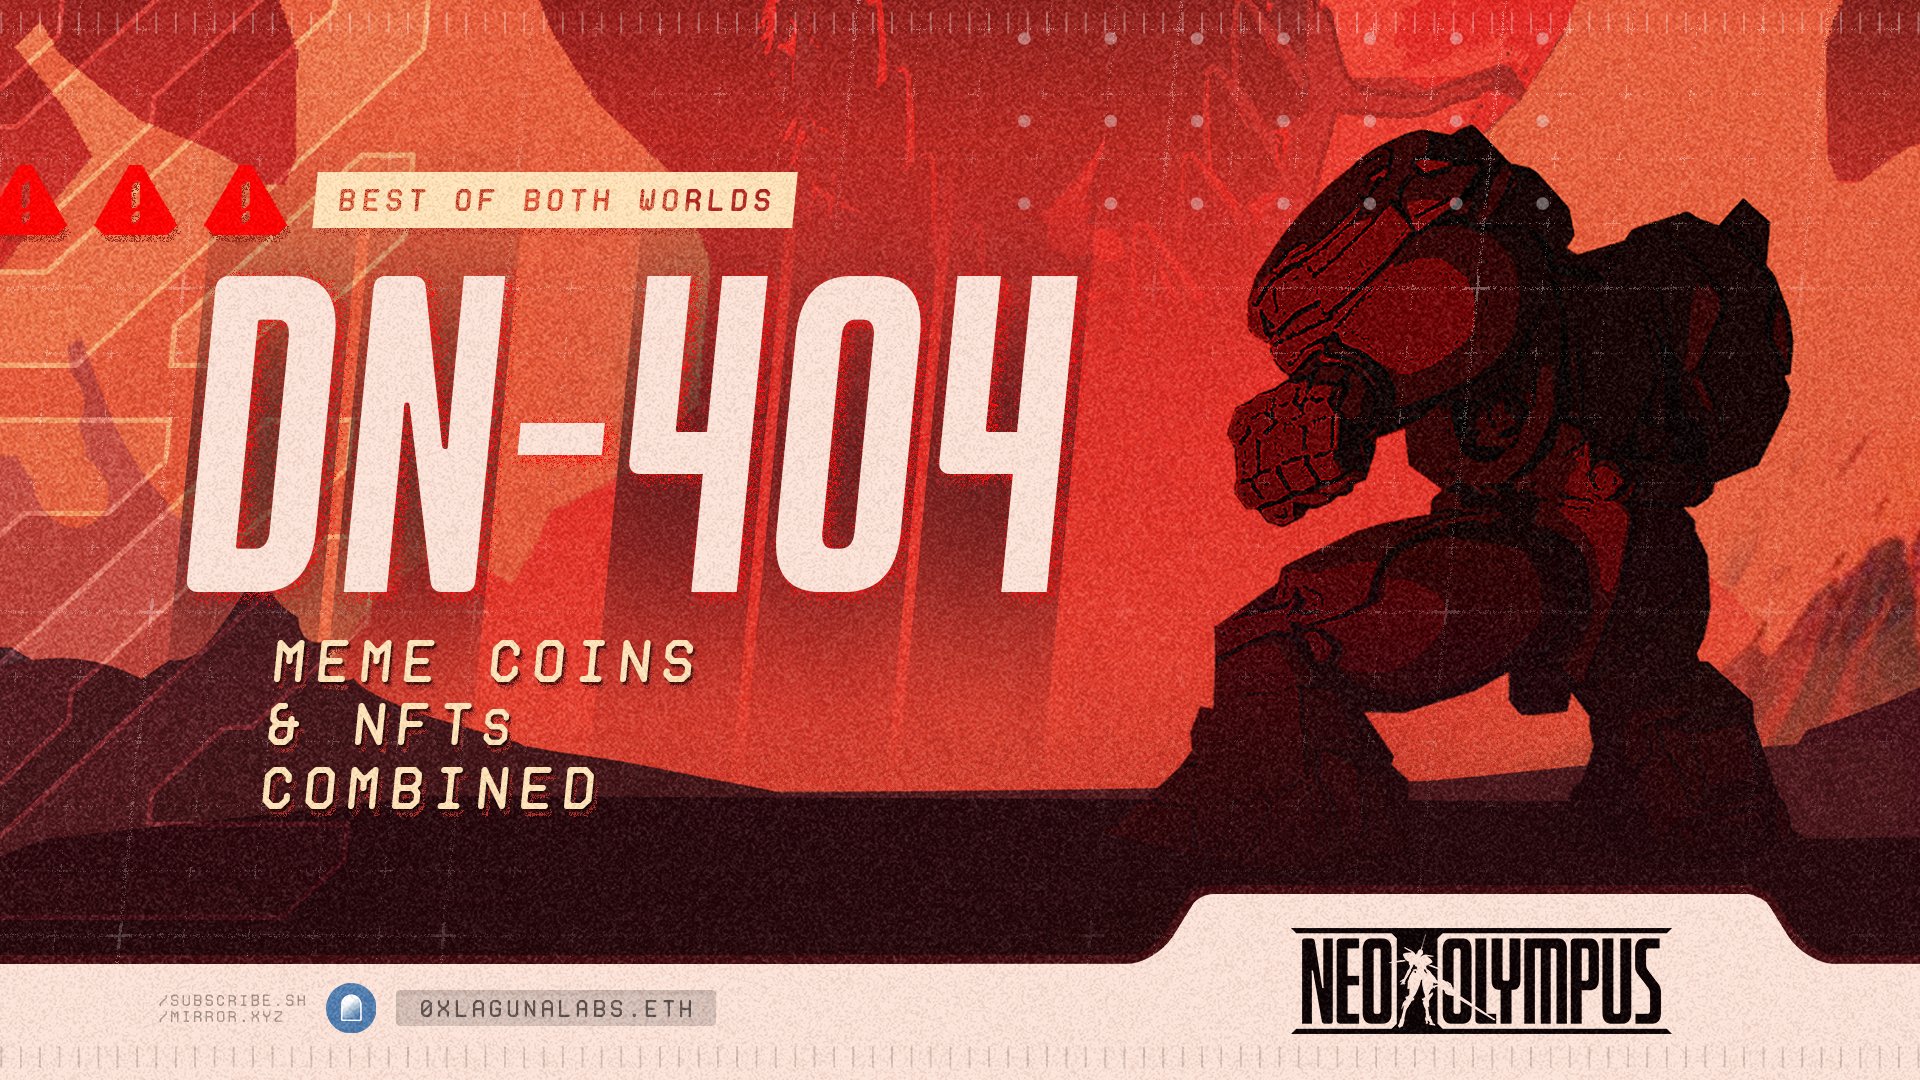 BEST OF BOTH WORLDS
DN-404
MEME COINS
& NFTs
COMBINED
/SUBSCRIBE.SH
/MIRROR.XYZ
0XLAGUNALABS.ETH
NEO OLYMPUS